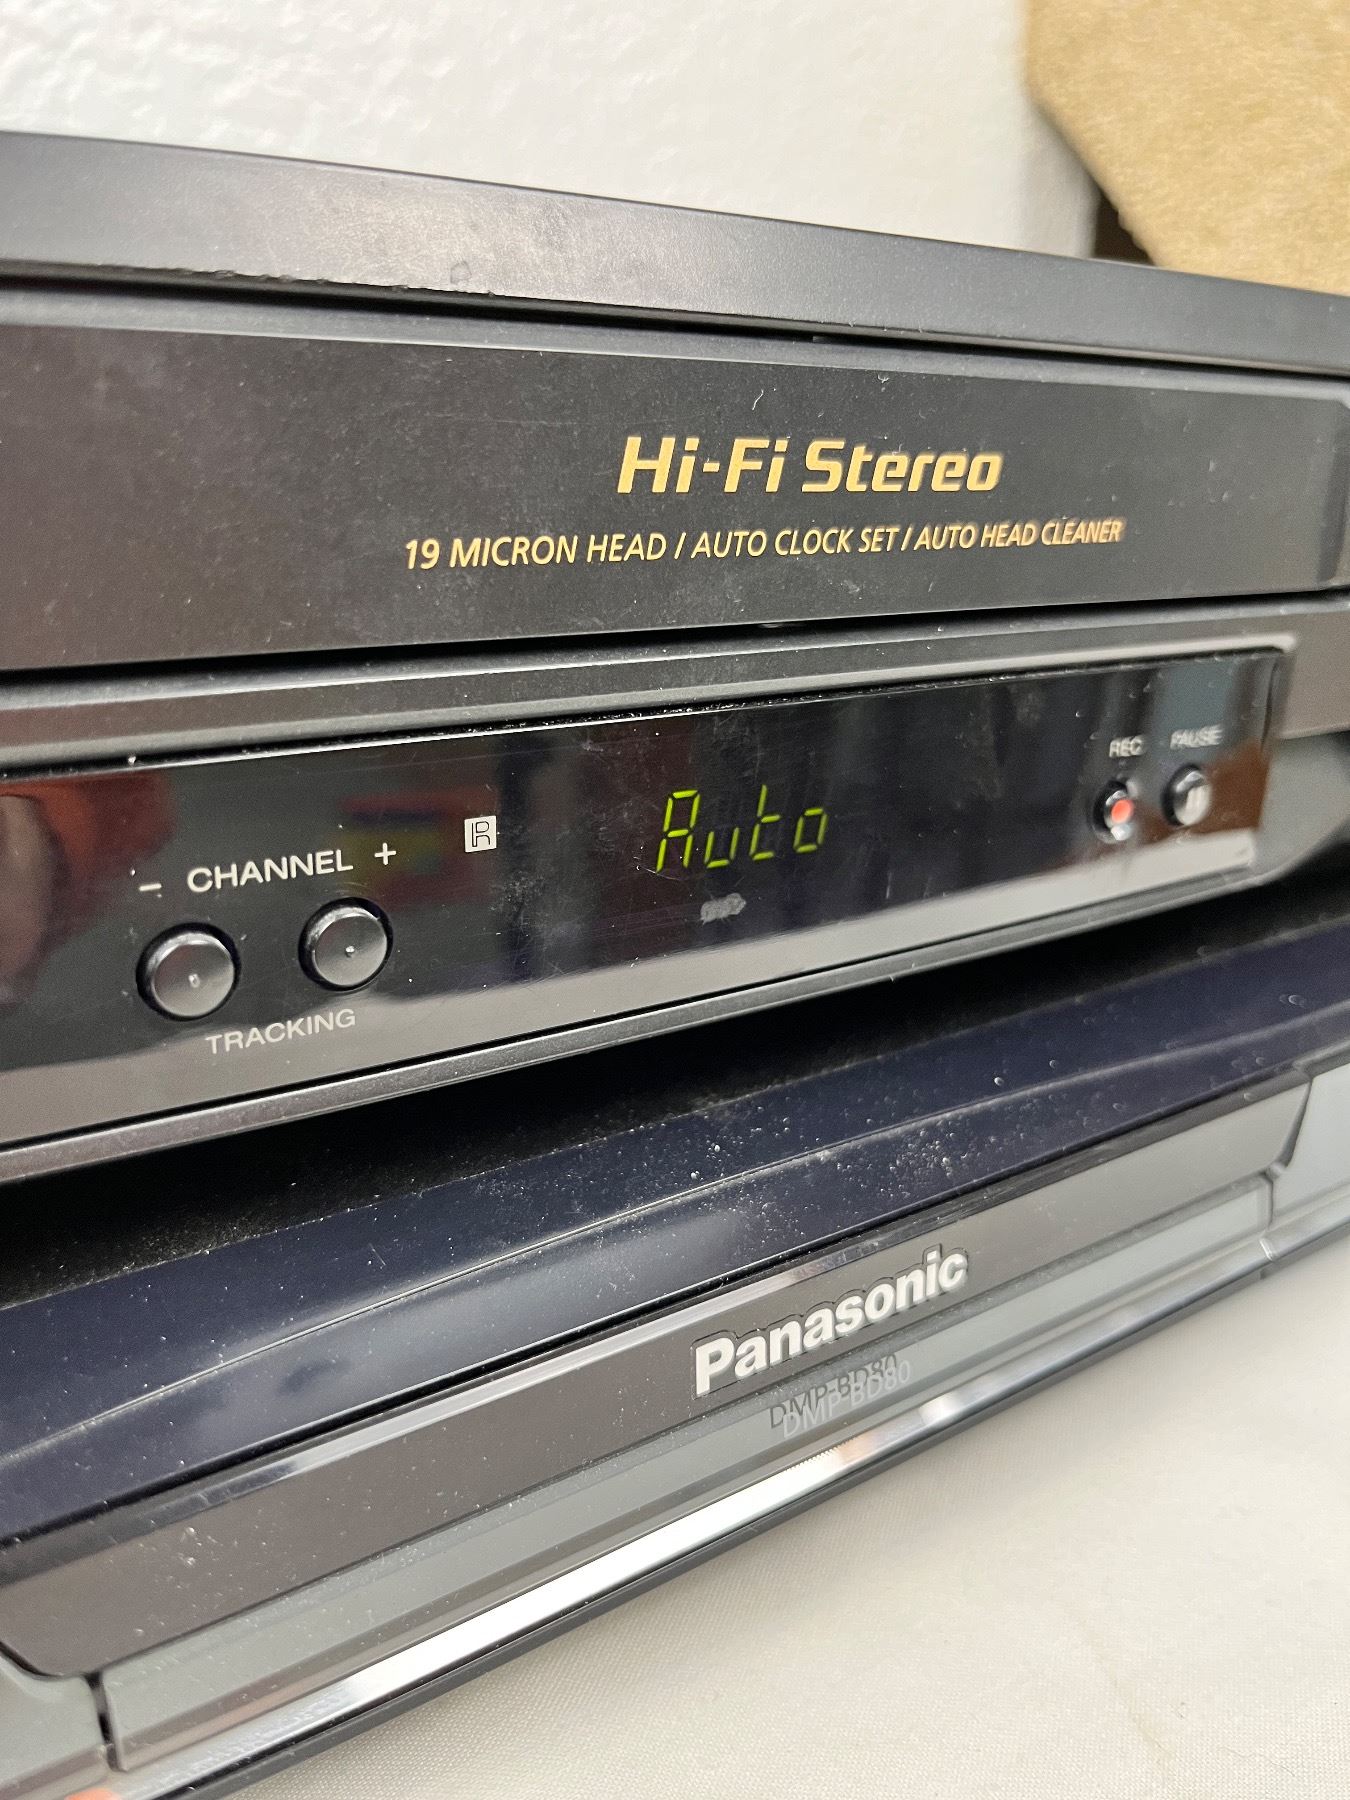 Hi-Fi Stereo
19 MICRON HEAD / AUTO CLOCK SET / AUTO HEAD CLEANER
REC PAUSE
Auto
− CHANNEL +
R
TRACKING
Panasonic
DMP-BD80